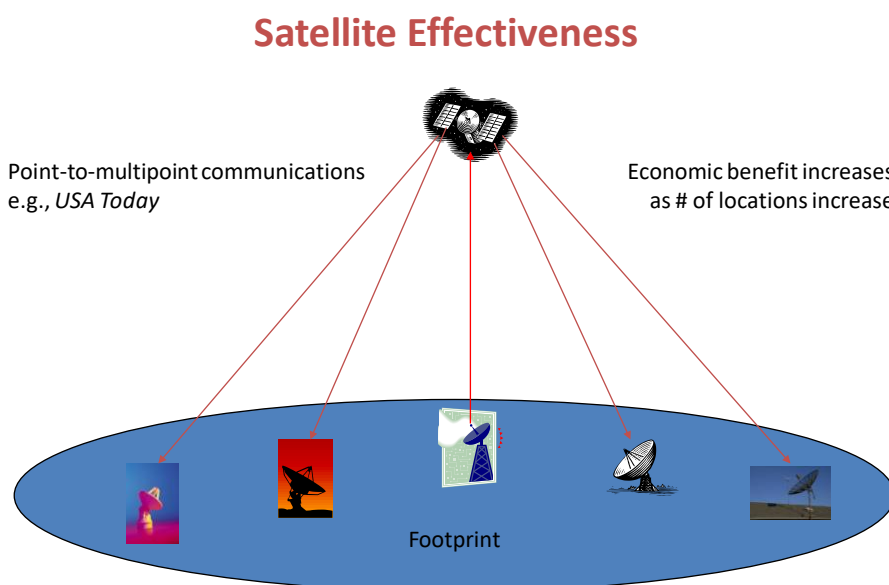 Satellite Effectiveness
Point-to-multipoint communications
e.g., USA Today
Economic benefit increases
as # of locations increase
Footprint